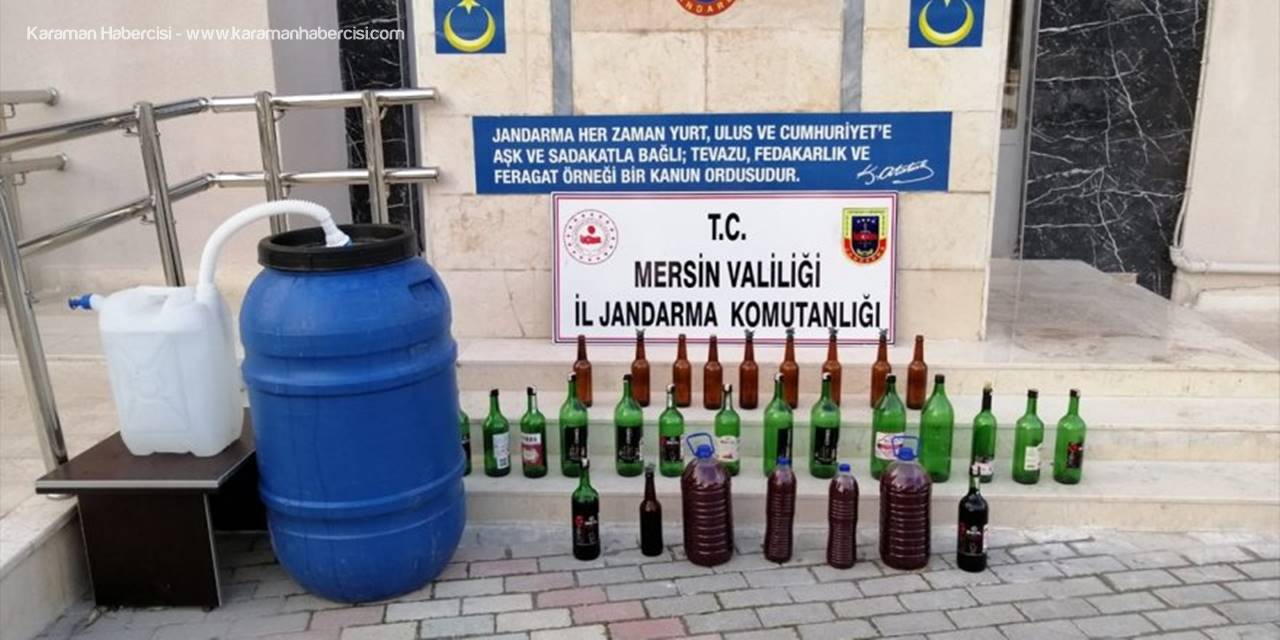 Karaman Habercisi - www.karamanhabercisi.com
JANDARMA HER ZAMAN YURT, ULUS VE CUMHURİYET'E
AŞK VE SADAKATLA BAĞLI; TEVAZU, FEDAKARLIK VE
FERAGAT ÖRNEĞİ BİR KANUN ORDUSUDUR.
K. Atatürk
T.C.
MERSİN VALİLİĞİ
İL JANDARMA KOMUTANLIĞI